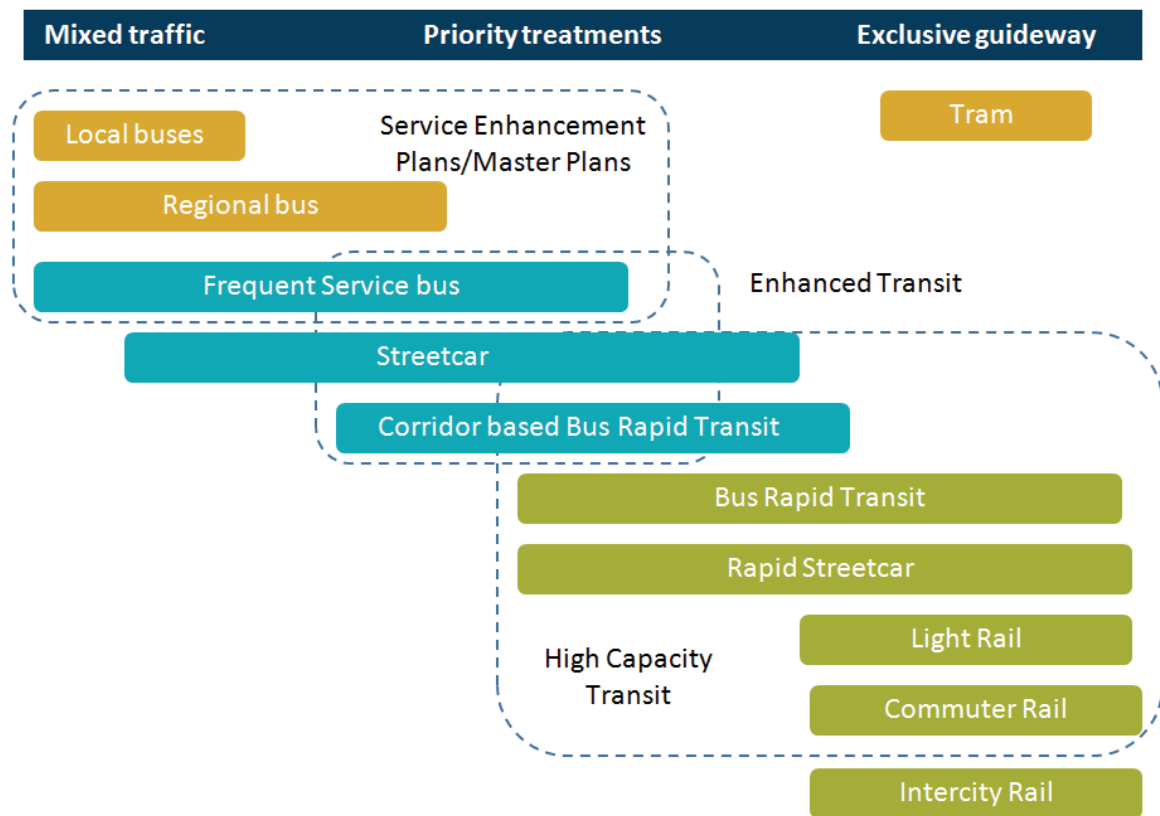 Mixed traffic
Priority treatments
Exclusive guideway
Local buses
Service Enhancement
Plans/Master Plans
Tram
Regional bus
Frequent Service bus
Enhanced Transit
Streetcar
Corridor based Bus Rapid Transit
Bus Rapid Transit
Rapid Streetcar
Light Rail
High Capacity
Transit
Commuter Rail
Intercity Rail